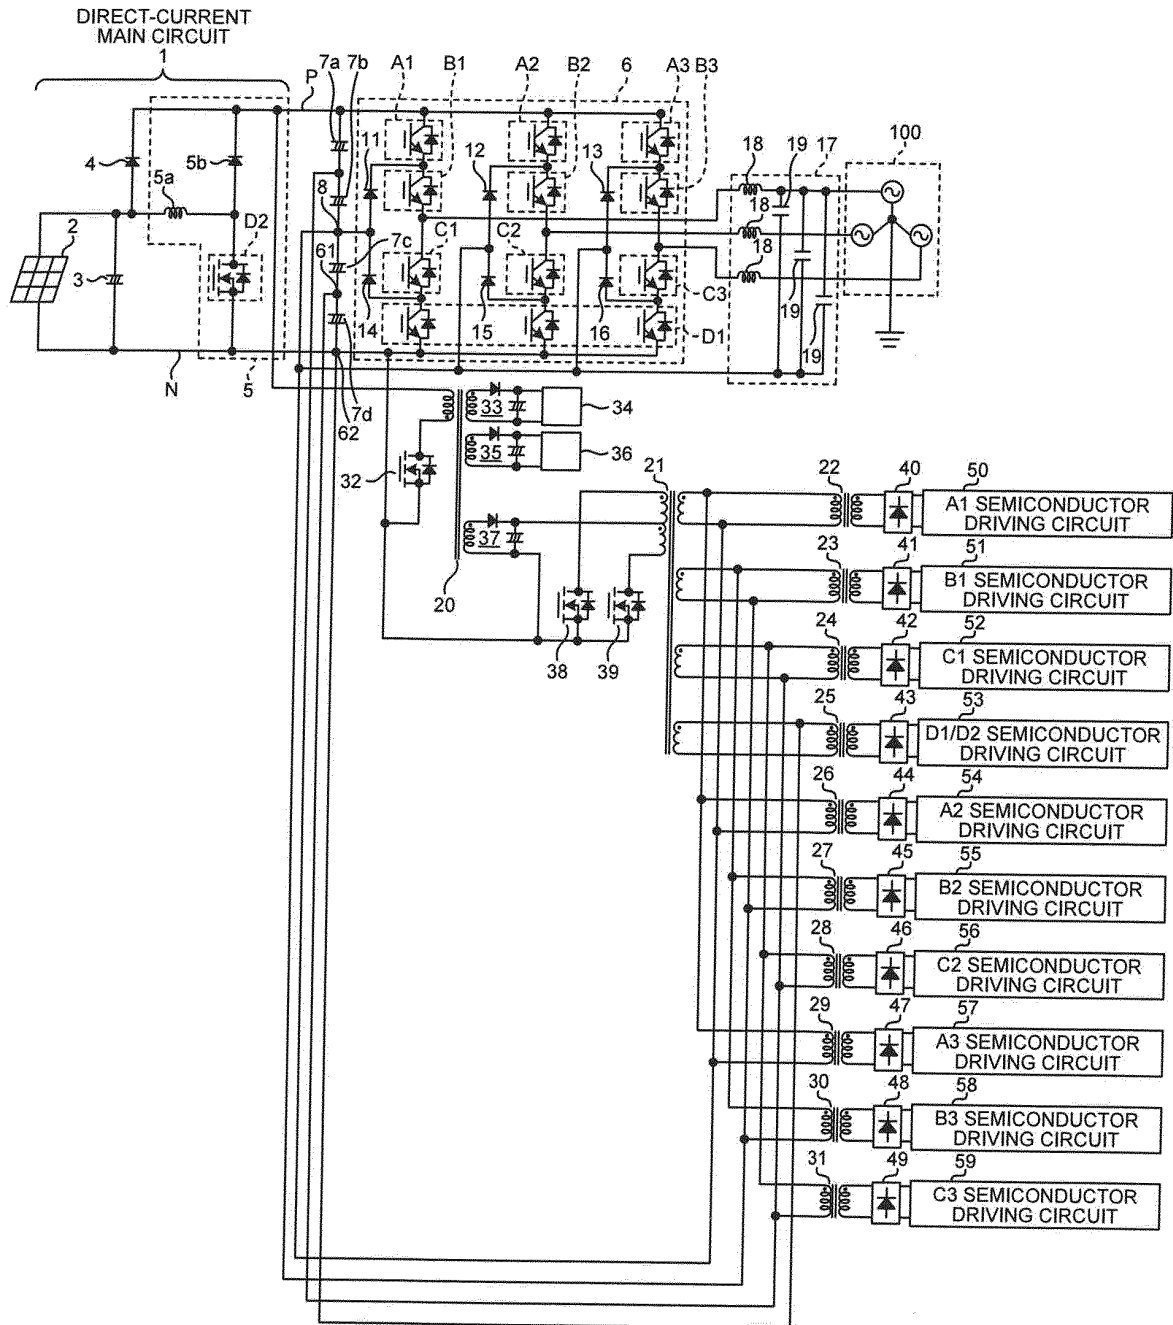 DIRECT-CURRENT
MAIN CIRCUIT
1
7a 7b A1 B1 A2 B2 6 A3 B3
P
4 5b 11 12 13 18 19 17 100
5a
8 18
2 D2 7c C1 C2 18
3 61 C3 19
14 15 16 D1 19
N 5 7d
62
33 34
35 36
32 21 22 40 50
A1 SEMICONDUCTOR
DRIVING CIRCUIT
37
20
23 41 51
B1 SEMICONDUCTOR
DRIVING CIRCUIT
38 39
24 42 52
C1 SEMICONDUCTOR
DRIVING CIRCUIT
25 43 53
D1/D2 SEMICONDUCTOR
DRIVING CIRCUIT
26 44 54
A2 SEMICONDUCTOR
DRIVING CIRCUIT
27 45 55
B2 SEMICONDUCTOR
DRIVING CIRCUIT
28 46 56
C2 SEMICONDUCTOR
DRIVING CIRCUIT
29 47 57
A3 SEMICONDUCTOR
DRIVING CIRCUIT
30 48 58
B3 SEMICONDUCTOR
DRIVING CIRCUIT
31 49 59
C3 SEMICONDUCTOR
DRIVING CIRCUIT